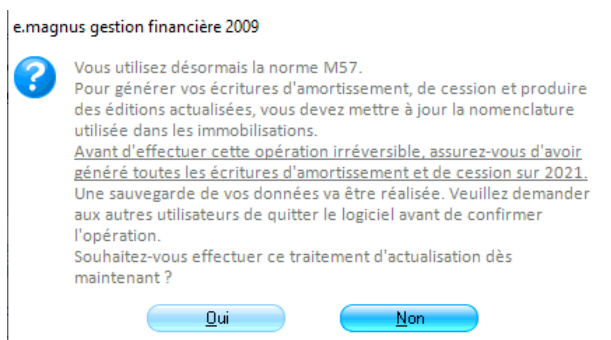 e.magnus gestion financière 2009
Vous utilisez désormais la norme M57.
Pour générer vos écritures d'amortissement, de cession et produire
des éditions actualisées, vous devez mettre à jour la nomenclature
utilisée dans les immobilisations.
Avant d'effectuer cette opération irréversible, assurez-vous d'avoir
généré toutes les écritures d'amortissement et de cession sur 2021.
Une sauvegarde de vos données va être réalisée. Veuillez demander
aux autres utilisateurs de quitter le logiciel avant de confirmer
l'opération.
Souhaitez-vous effectuer ce traitement d'actualisation dès
maintenant ?
Oui
Non